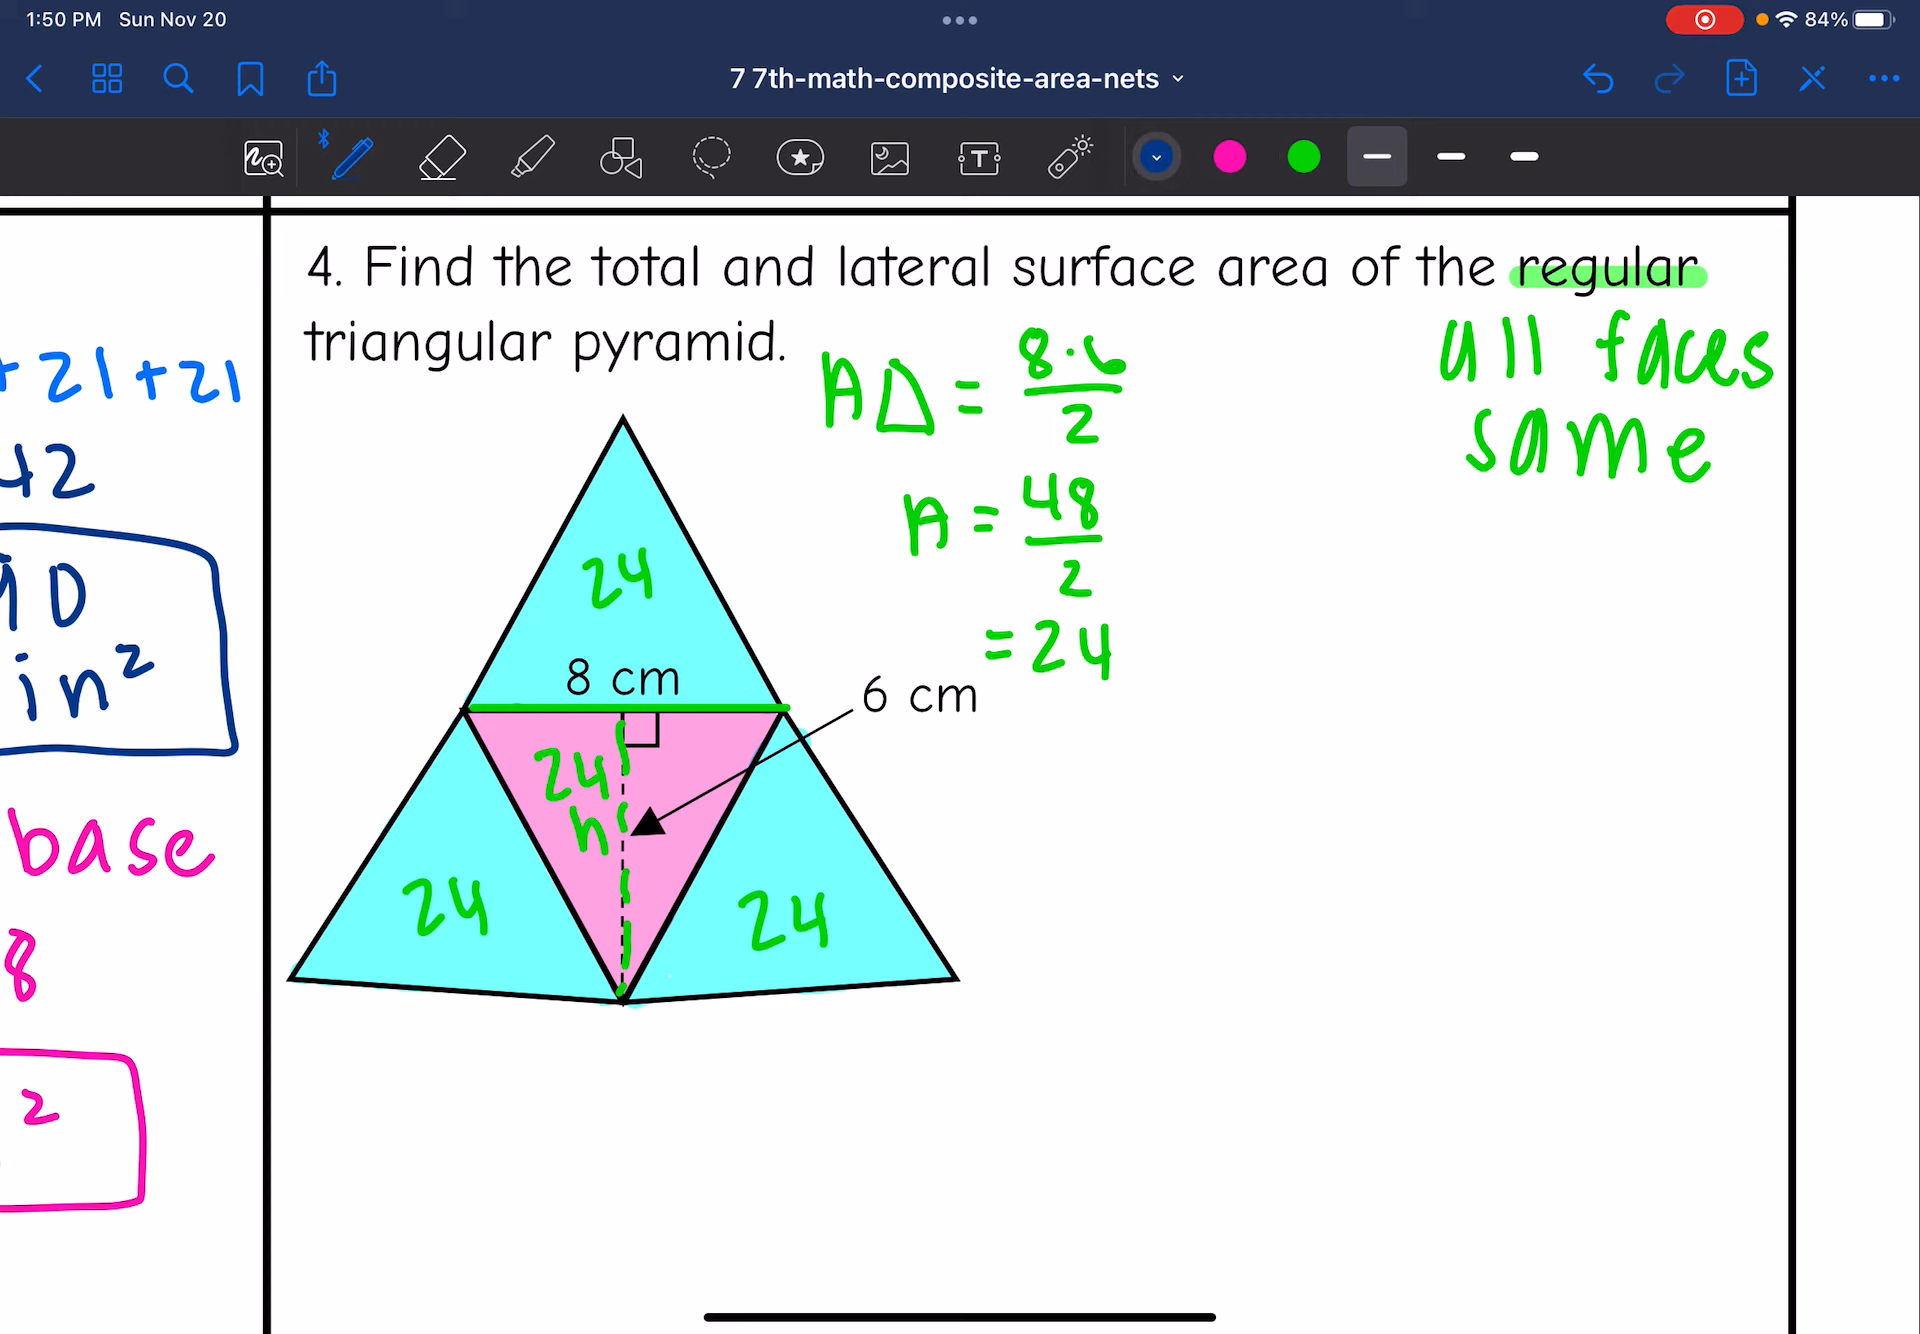 1:50 PM Sun Nov 20
84%
7 7th-math-composite-area-nets
T
4. Find the total and lateral surface area of the regular
triangular pyramid.
all faces
same
A△ = 8·6
2
A = 48
2
= 24
24
8 cm
6 cm
24
h
24
24
+ 21 + 21
42
in²
base
8
2